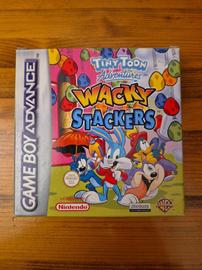 GAME BOY ADVANCE
TINY TOON
Adventures
WACKY
STACKERS
Nintendo